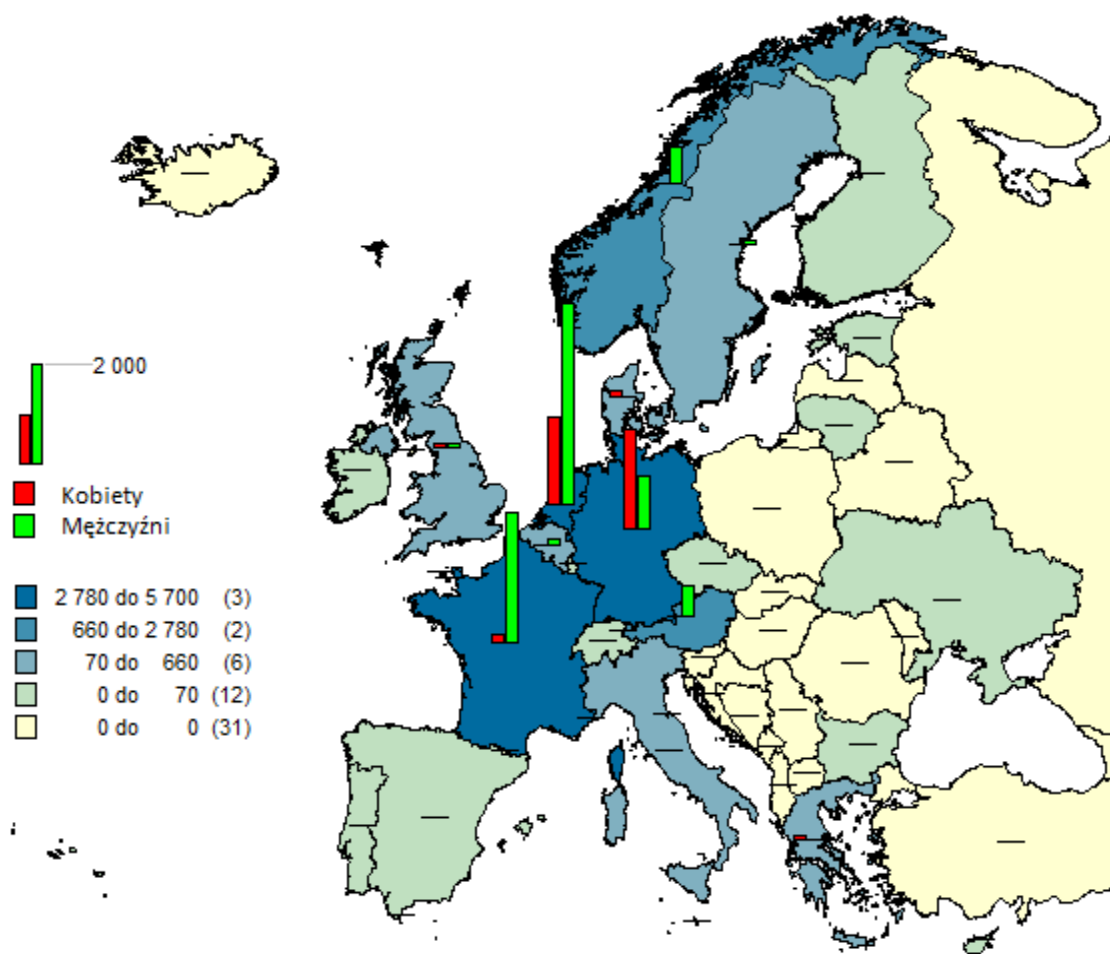 2 000
Kobiety
Mężczyźni
2 780 do 5 700 (3)
660 do 2 780 (2)
70 do 660 (6)
0 do 70 (12)
0 do 0 (31)